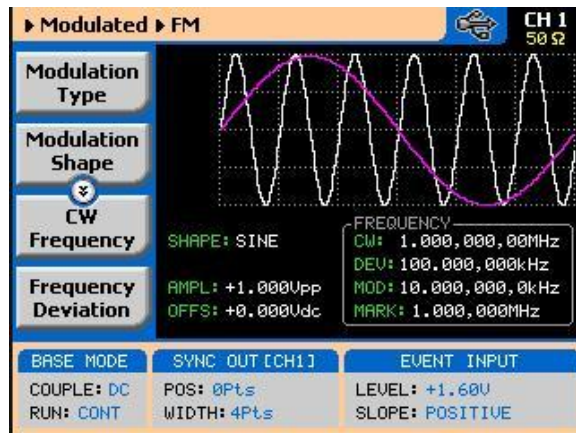 ▸ Modulated ▸ FM
CH 1
50 Ω
Modulation
Type
Modulation
Shape
CW
Frequency
Frequency
Deviation
SHAPE: SINE
AMPL: +1.000Vpp
OFFS: +0.000Vdc
FREQUENCY
CW: 1.000,000,00MHz
DEV: 100.000,000kHz
MOD: 10.000,000,0kHz
MARK: 1.000,000MHz
BASE MODE
COUPLE: DC
RUN: CONT
SYNC OUT [CH1]
POS: 0Pts
WIDTH: 4Pts
EVENT INPUT
LEVEL: +1.60V
SLOPE: POSITIVE